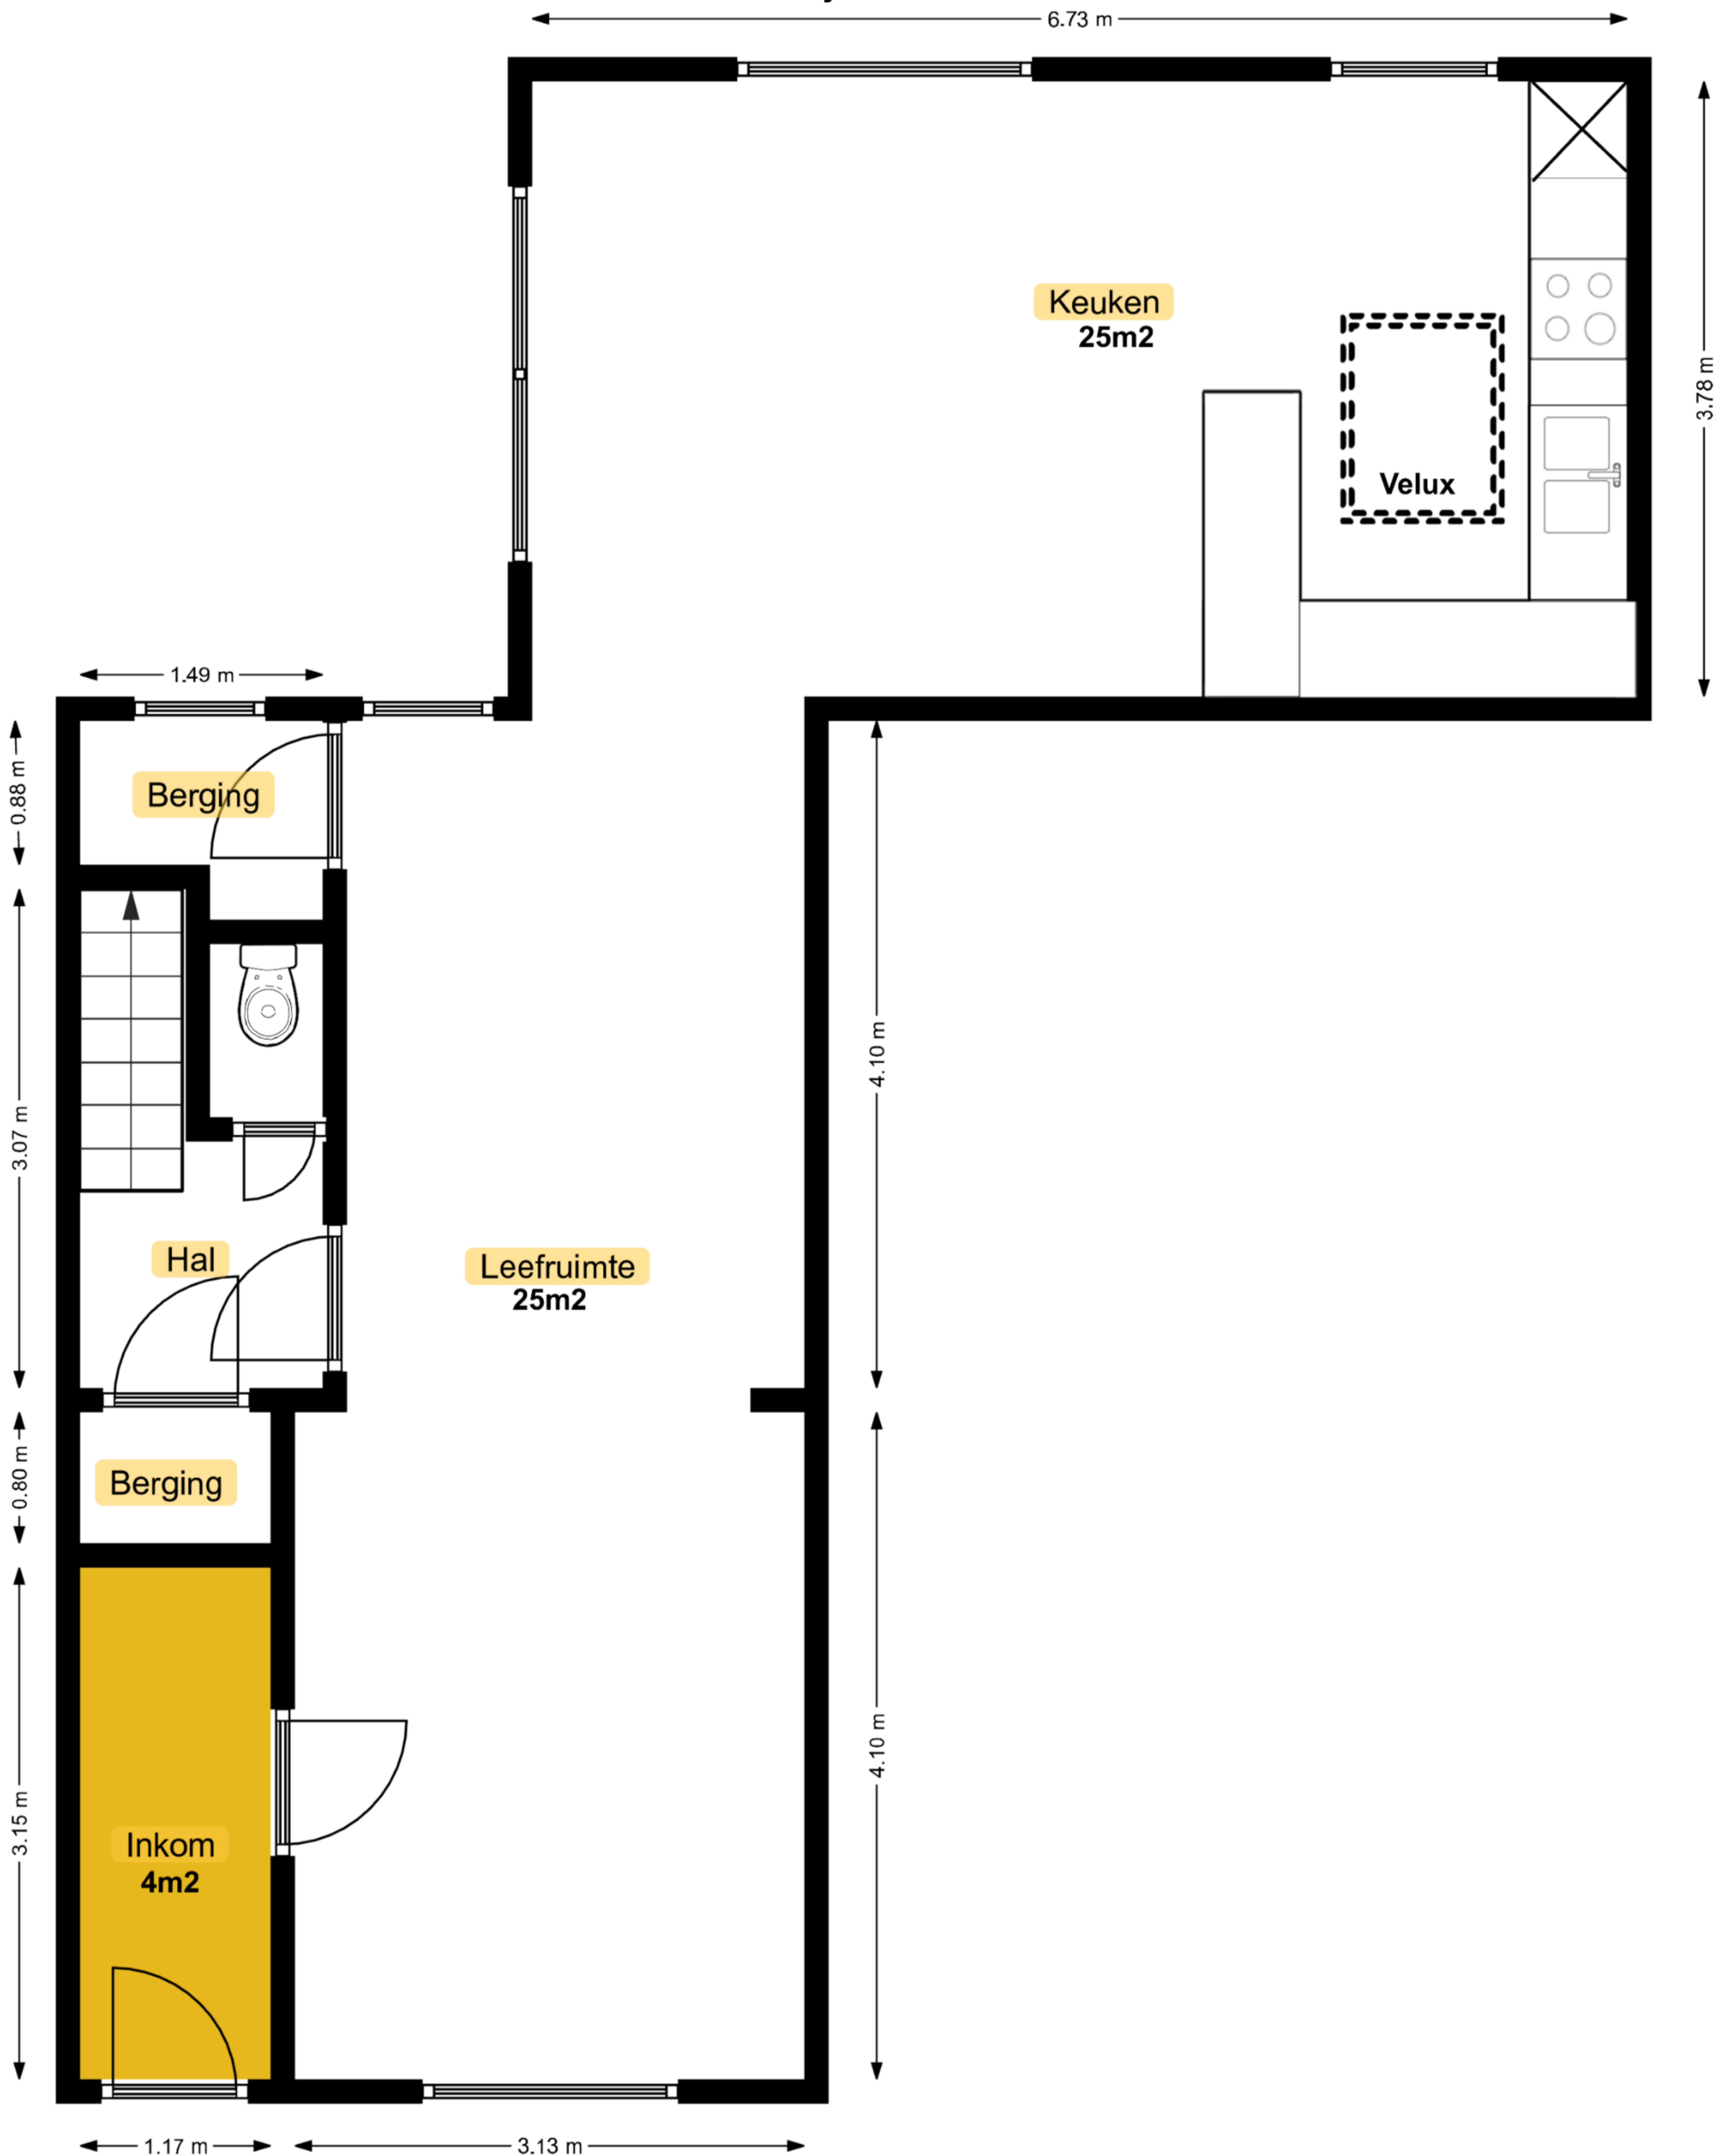 6.73 m
Keuken
25m2
3.78 m
Velux
1.49 m
0.88 m
Berging
4.10 m
3.07 m
Hal
Leefruimte
25m2
0.80 m
Berging
4.10 m
3.15 m
Inkom
4m2
1.17 m
3.13 m